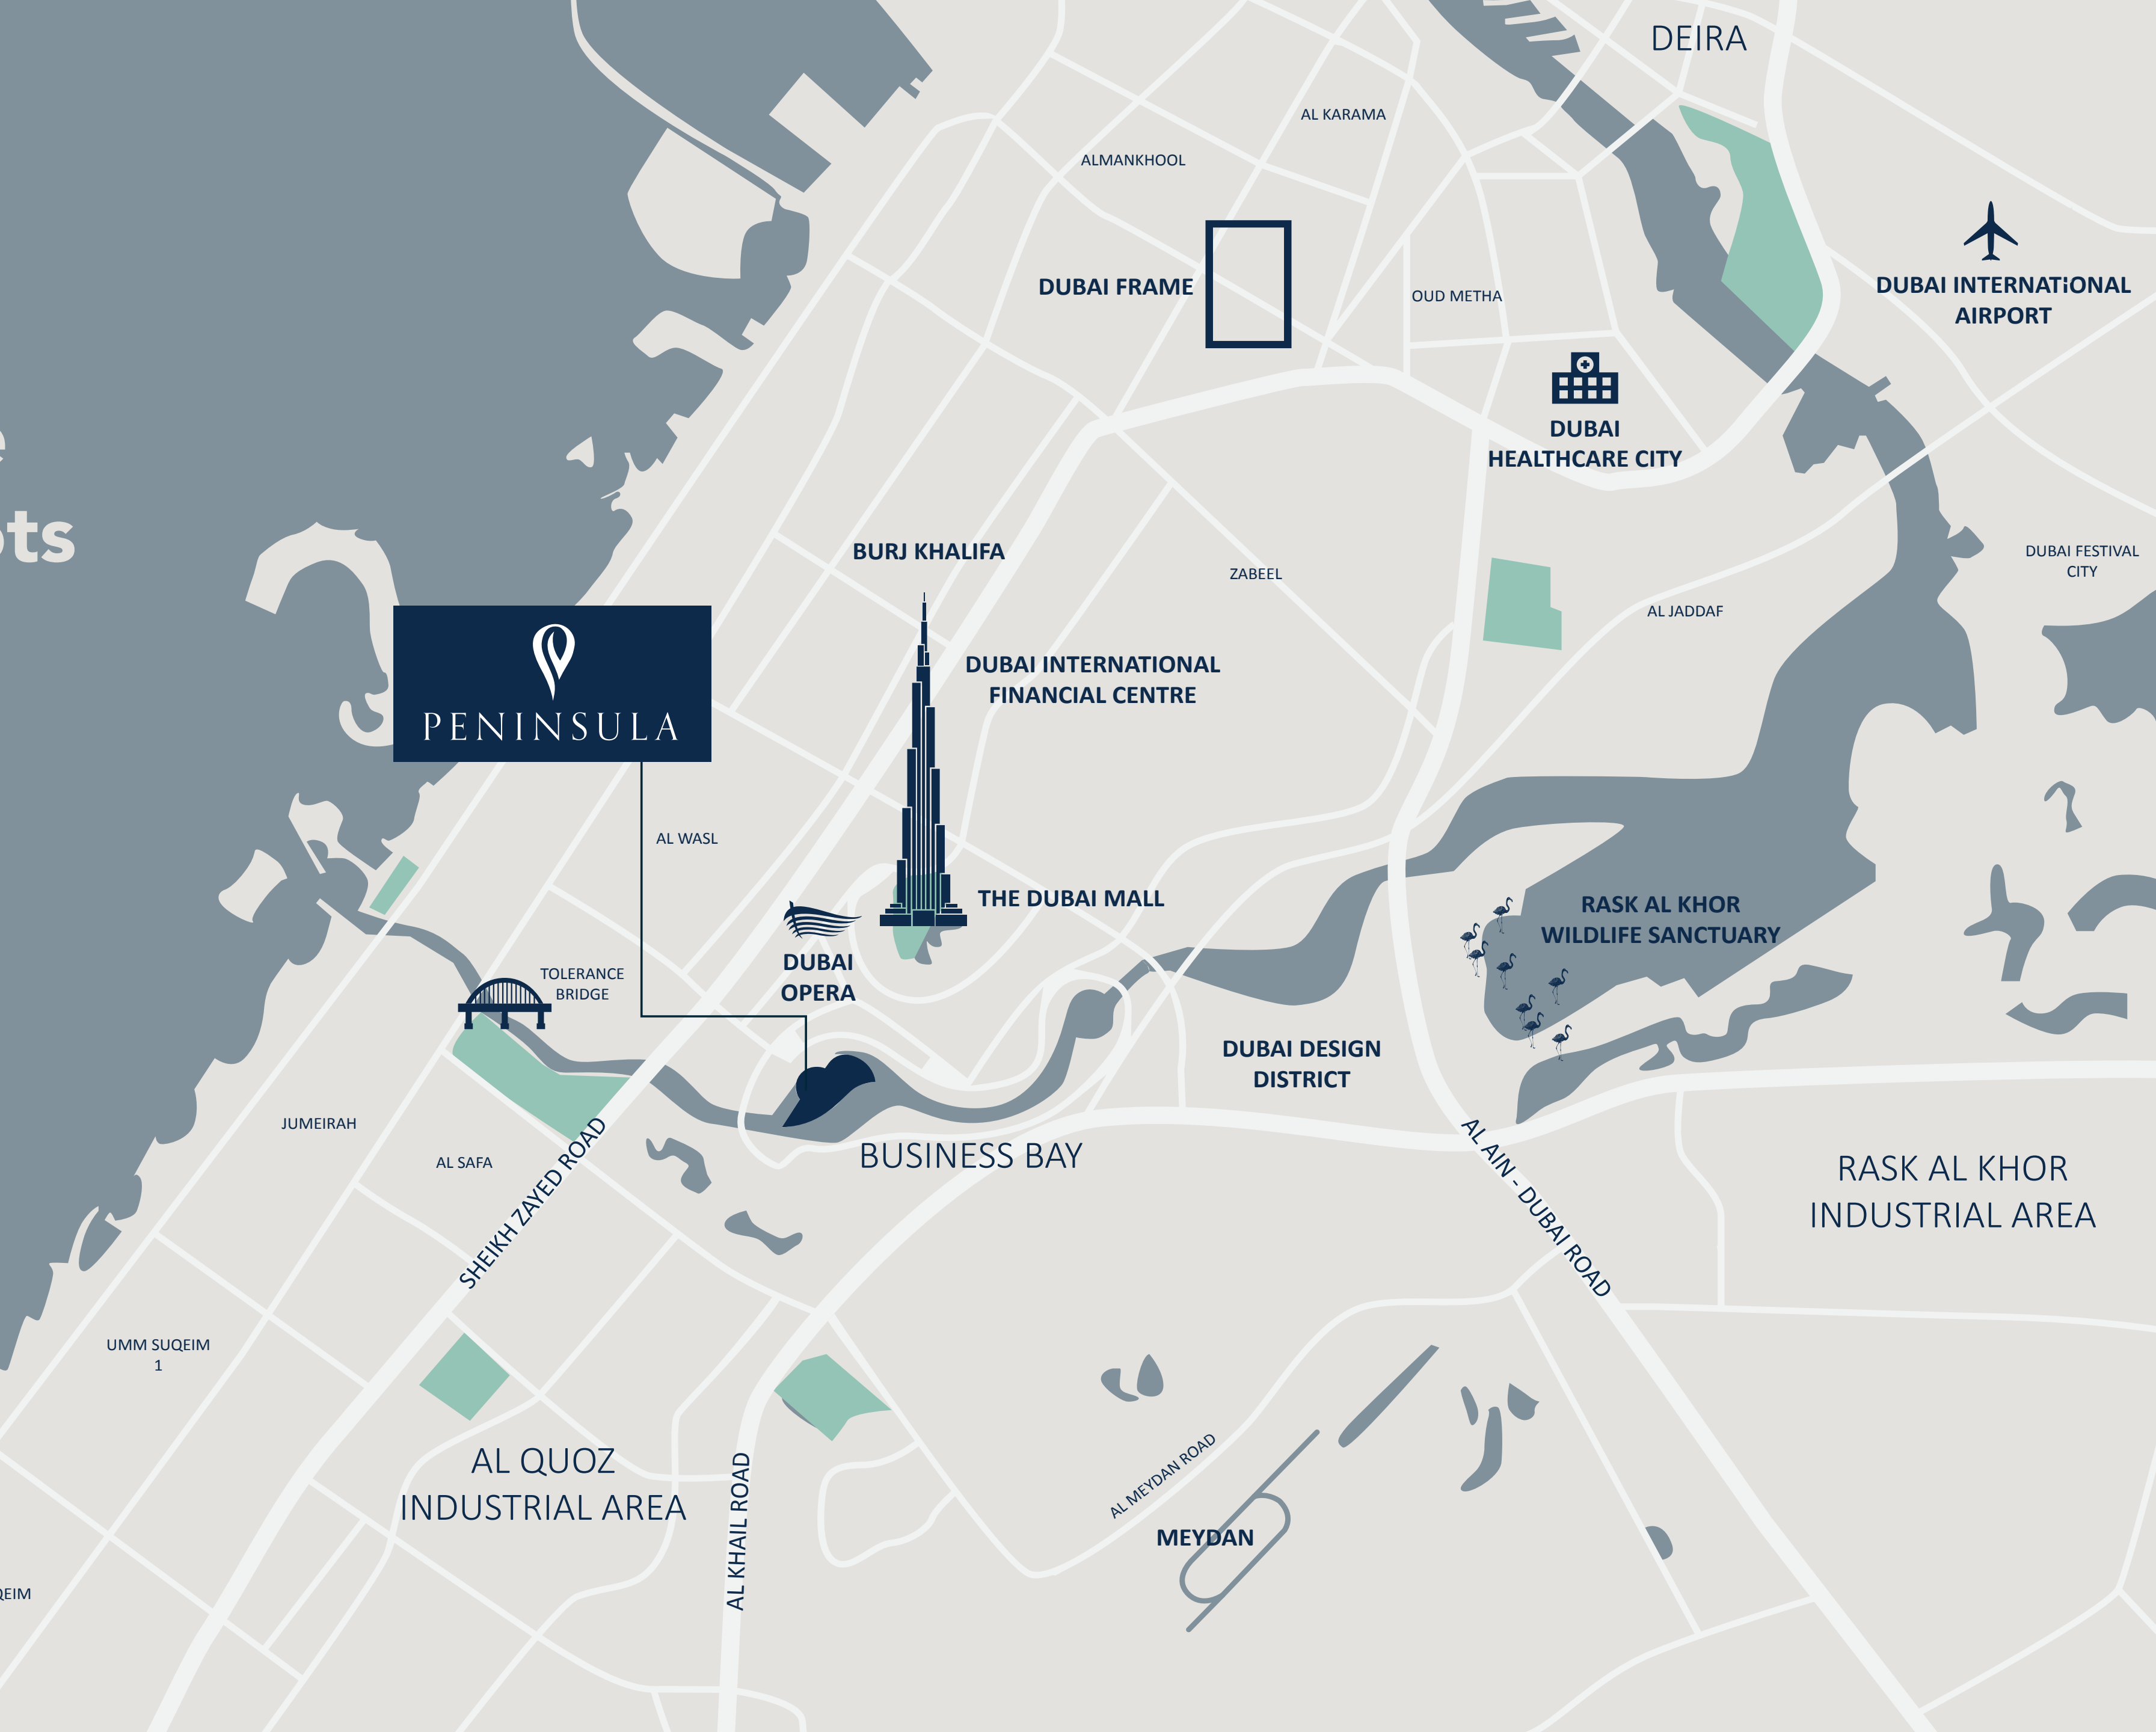 DEIRA
AL KARAMA
ALMANKHOOL
DUBAI FRAME
OUD METHA
DUBAI INTERNATiONAL
AIRPORT
DUBAI
HEALTHCARE CITY
ts
BURJ KHALIFA
ZABEEL
DUBAI FESTIVAL
CITY
AL JADDAF
PENINSULA
DUBAI INTERNATIONAL
FINANCIAL CENTRE
AL WASL
THE DUBAI MALL
RASK AL KHOR
WILDLIFE SANCTUARY
DUBAI
OPERA
TOLERANCE
BRIDGE
DUBAI DESIGN
DISTRICT
JUMEIRAH
AL SAFA
SHEIKH ZAYED ROAD
BUSINESS BAY
AL AIN - DUBAI ROAD
RASK AL KHOR
INDUSTRIAL AREA
UMM SUQEIM
1
AL QUOZ
INDUSTRIAL AREA
AL KHAIL ROAD
AL MEYDAN ROAD
MEYDAN
QEIM